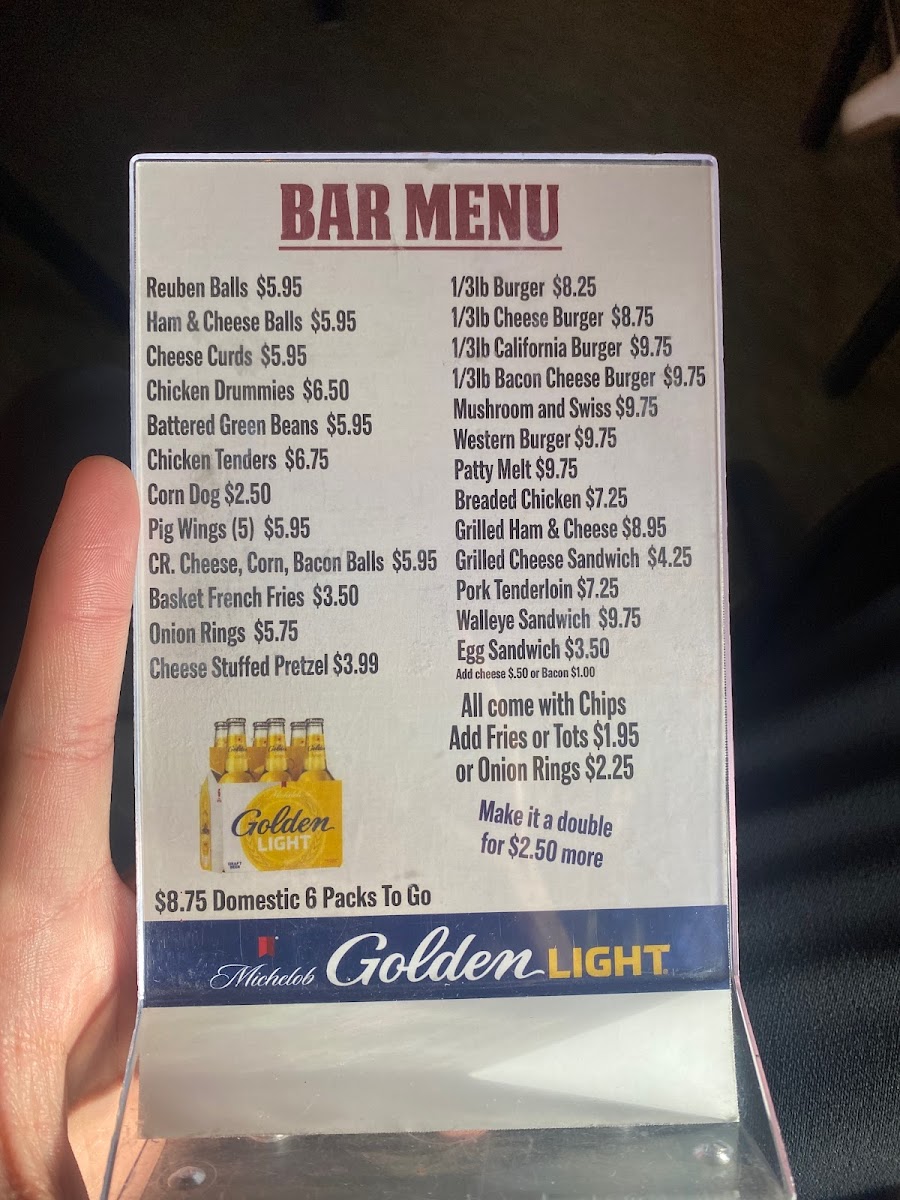 BAR MENU
Reuben Balls $5.95
Ham & Cheese Balls $5.95
Cheese Curds $5.95
Chicken Drummies $6.50
Battered Green Beans $5.95
Chicken Tenders $6.75
Corn Dog $2.50
Pig Wings (5) $5.95
CR. Cheese, Corn, Bacon Balls $5.95
Basket French Fries $3.50
Onion Rings $5.75
Cheese Stuffed Pretzel $3.99
1/3lb Burger $8.25
1/3lb Cheese Burger $8.75
1/3lb California Burger $9.75
1/3lb Bacon Cheese Burger $9.75
Mushroom and Swiss $9.75
Western Burger $9.75
Patty Melt $9.75
Breaded Chicken $7.25
Grilled Ham & Cheese $8.95
Grilled Cheese Sandwich $4.25
Pork Tenderloin $7.25
Walleye Sandwich $9.75
Egg Sandwich $3.50
Add cheese $.50 or Bacon $1.00
All come with Chips
Add Fries or Tots $1.95
or Onion Rings $2.25
Make it a double
for $2.50 more
Golden
LIGHT
$8.75 Domestic 6 Packs To Go
Michelob Golden LIGHT